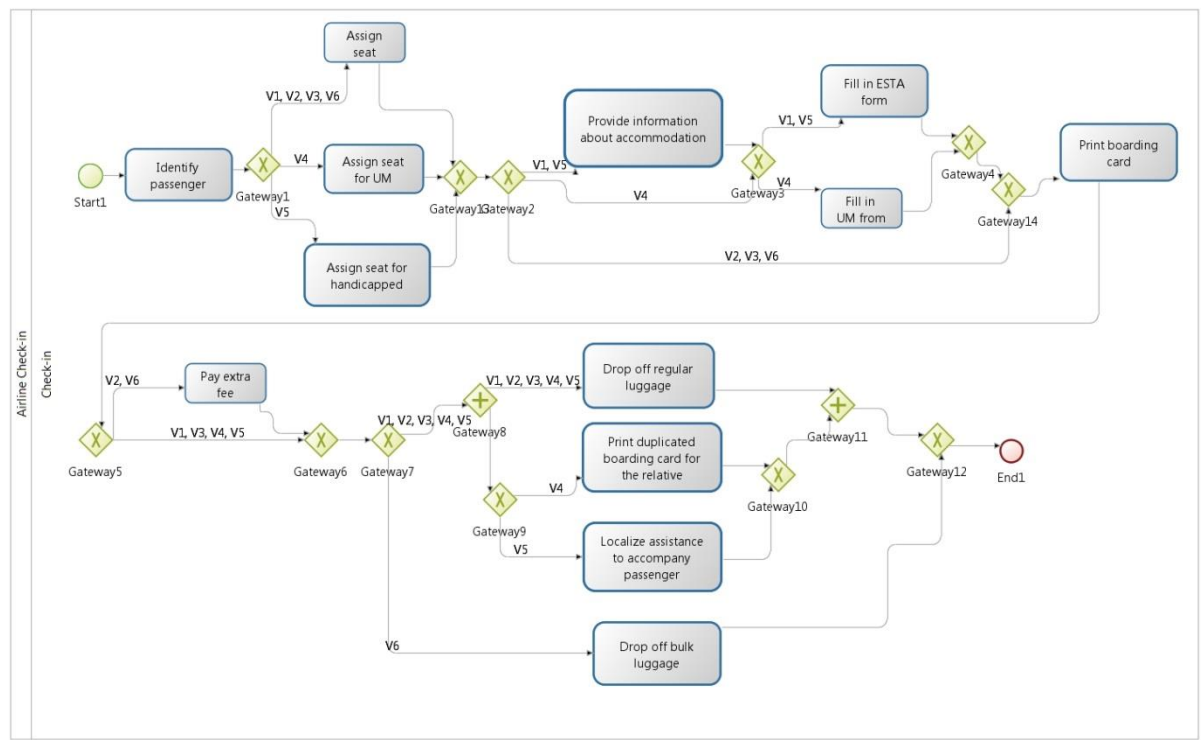 Airline Check-in
Check-in
Assign
seat
V1, V2, V3, V6
Start1
Identify
passenger
Gateway1
V4
Assign seat
for UM
V5
Assign seat for
handicapped
Gateway13
Gateway2
V1, V5
Provide information
about accommodation
V4
Gateway3
V1, V5
Fill in ESTA
form
V4
Fill in
UM from
Gateway4
Gateway14
V2, V3, V6
Print boarding
card
Gateway5
V2, V6
Pay extra
fee
V1, V3, V4, V5
Gateway6
Gateway7
V1, V2, V3, V4, V5
Gateway8
V1, V2, V3, V4, V5
Drop off regular
luggage
Gateway9
V4
Print duplicated
boarding card for
the relative
V5
Localize assistance
to accompany
passenger
Gateway10
Gateway11
Gateway12
End1
V6
Drop off bulk
luggage